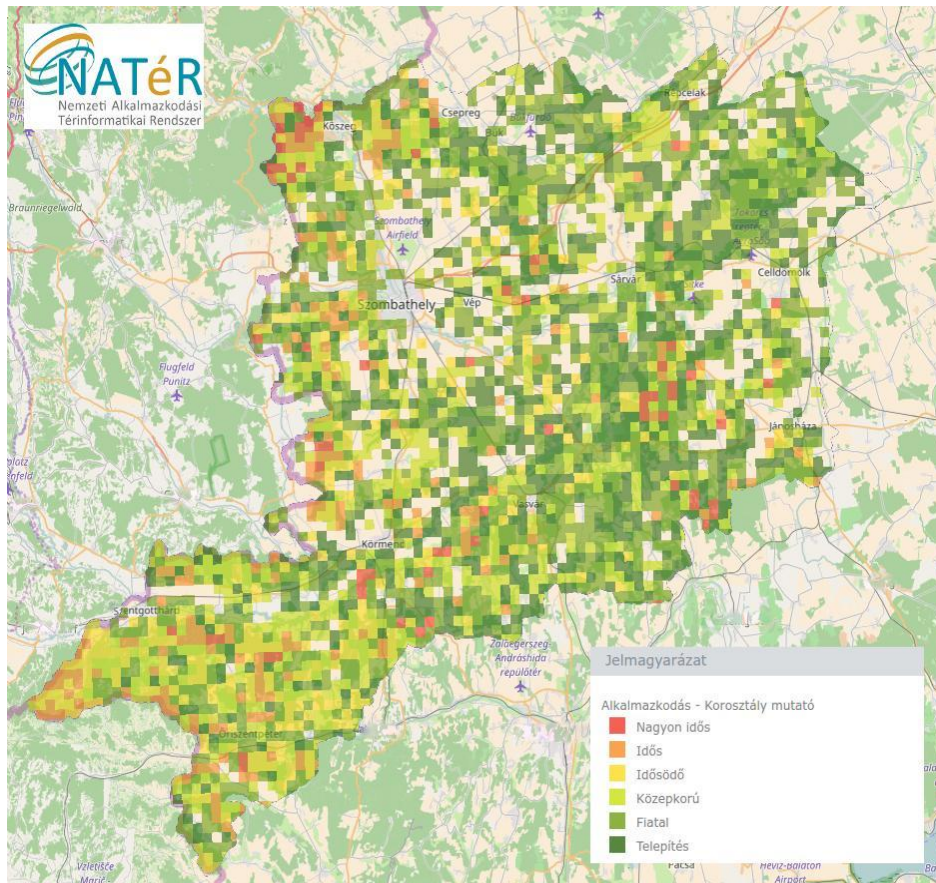 NATéR
Nemzeti Alkalmazkodási
Térinformatikai Rendszer
Répcelak
Csepreg
Kőszeg
Bük
Braunriegelwald
Szombathely
Airfield
Celldömölk
Sárvár
Szombathely
Vép
Flugfeld
Punitz
Jánosháza
Vasvár
Körmend
Szentgotthárd
Zalaegerszeg
Andráshida
repülőtér
Őriszentpéter
Jelmagyarázat
Alkalmazkodás - Korosztály mutató
Nagyon idős
Idős
Idősödő
Középkorú
Fiatal
Telepítés
Vzletišče
Pacsa
Hévíz-Balaton
Airport